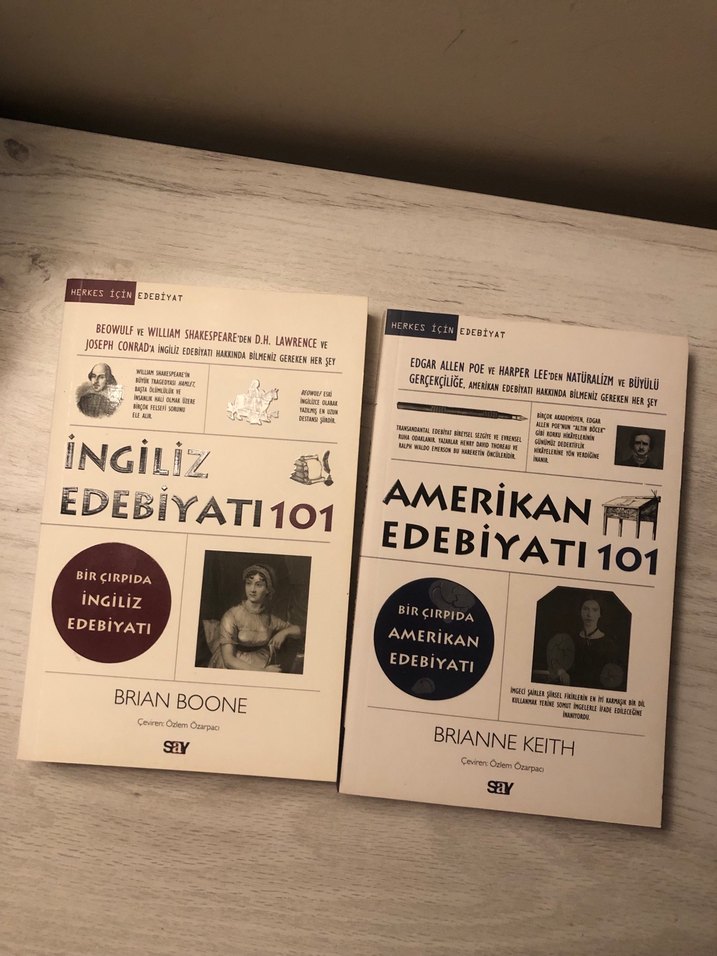 HERKES İÇİN EDEBİYAT
BEOWULF VE WILLIAM SHAKESPEARE'DEN D.H. LAWRENCE VE
JOSEPH CONRAD'A İNGİLİZ EDEBİYATI HAKKINDA BİLMENİZ GEREKEN HER ŞEY
WILLIAM SHAKESPEARE'İN
BÜYÜK TRAGEDYASI HAMLET,
BAŞTA ÖLÜMLÜLÜK VE
İNSANLIK HALİ OLMAK ÜZERE
BİRÇOK FELSEFİ SORUNU
ELE ALIR.
BEOWULF ESKİ
İNGİLİZCE OLARAK
YAZILMIŞ EN UZUN
DESTANSI ŞİİRDİR.
İNGİLİZ
EDEBİYATI 101
BİR ÇIRPIDA
İNGİLİZ
EDEBİYATI
BRIAN BOONE
Çeviren: Özlem Özarpacı
say
HERKES İÇİN EDEBİYAT
EDGAR ALLEN POE VE HARPER LEE'DEN NATÜRALİZM VE BÜYÜLÜ
GERÇEKÇİLİĞE, AMERİKAN EDEBİYATI HAKKINDA BİLMENİZ GEREKEN HER ŞEY
TRANSANDANTAL EDEBİYAT BİREYSEL SEZGİYE VE EVRENSEL
RUHA ODAKLANIR. YAZARLAR HENRY DAVID THOREAU VE
RALPH WALDO EMERSON BU HAREKETİN ÖNCÜLERİDİR.
BİRÇOK AKADEMİSYEN, EDGAR
ALLEN POE'NUN "ALTIN BÖCEK"
GİBİ KORKU HİKÂYELERİNİN
GÜNÜMÜZ DEDEKTİFLİK
HİKÂYELERİNE YÖN VERDİĞİNE
İNANIR.
AMERİKAN
EDEBİYATI 101
BİR ÇIRPIDA
AMERİKAN
EDEBİYATI
İMGECİ ŞAİRLER ŞİİRSEL FİKİRLERİN EN İYİ KARMAŞIK BİR DİL
KULLANMAK YERİNE SOMUT İMGELERLE İFADE EDİLECEĞİNE
İNANIYORDU.
BRIANNE KEITH
Çeviren: Özlem Özarpacı
say